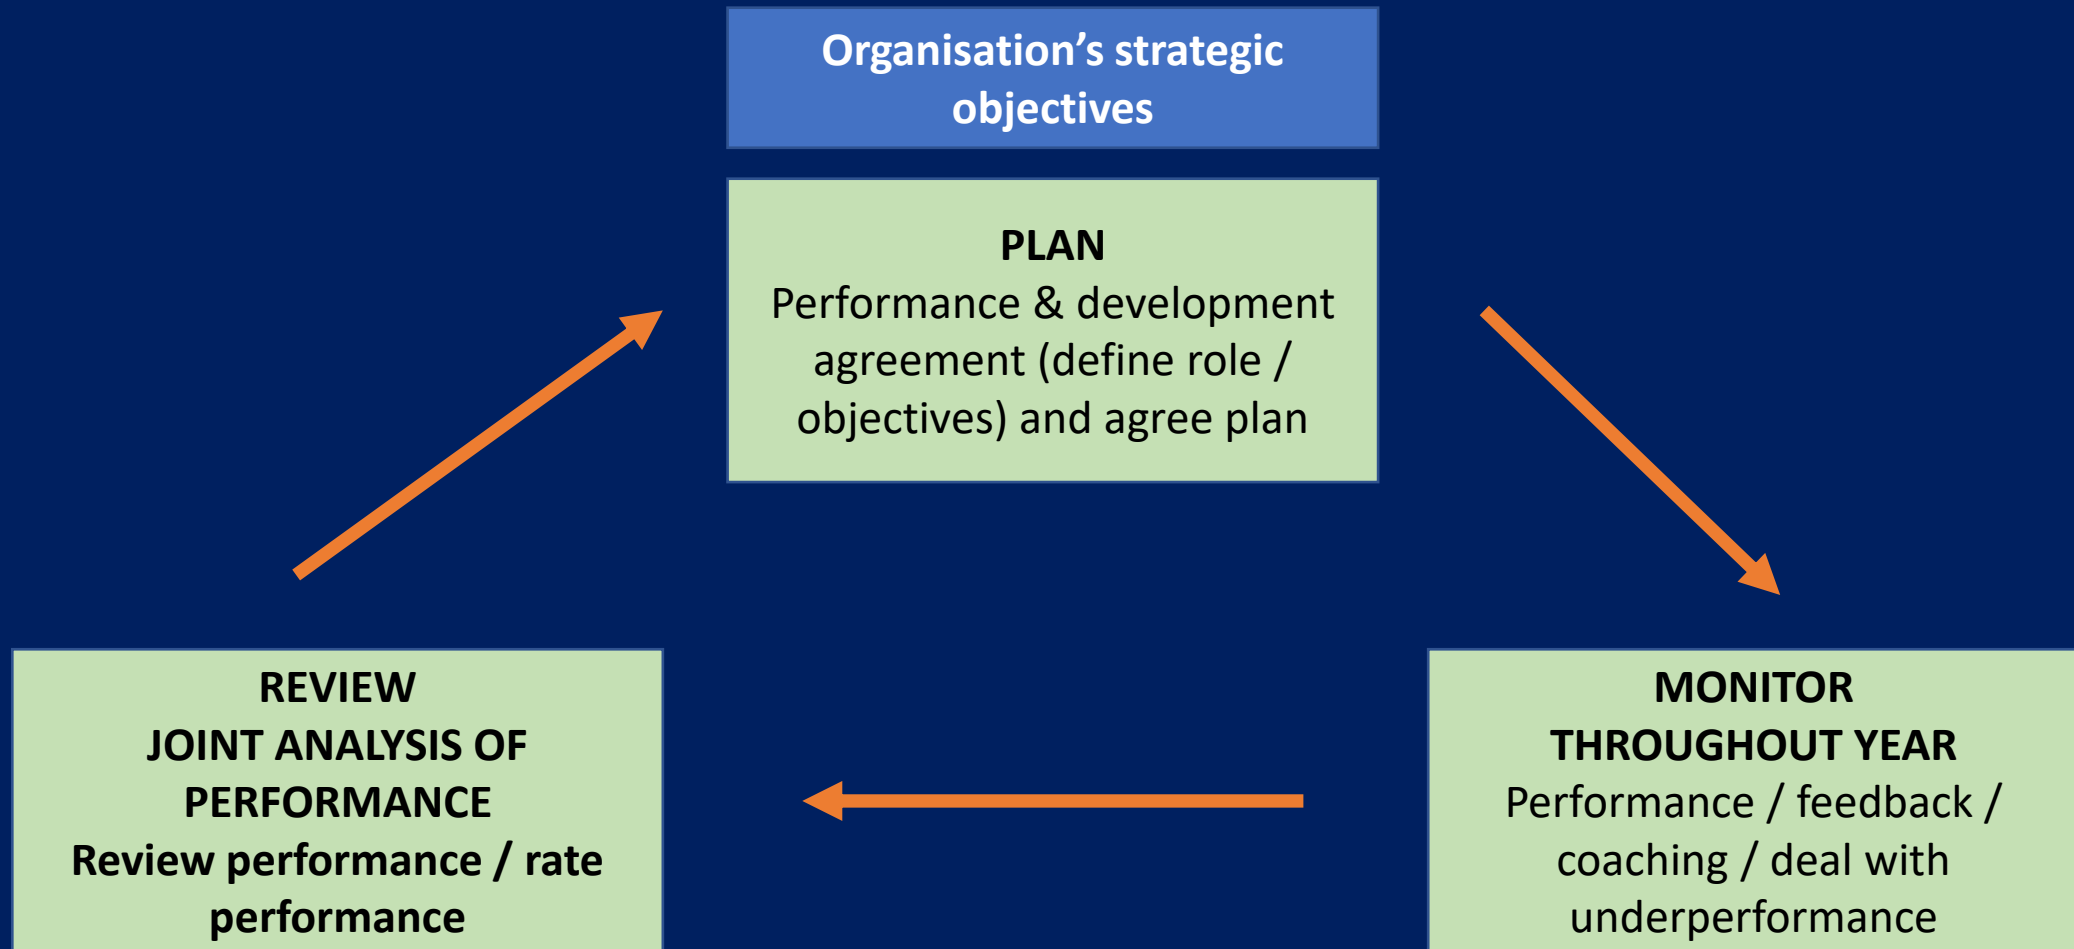 Organisation’s strategic
objectives
PLAN
Performance & development
agreement (define role /
objectives) and agree plan
REVIEW
JOINT ANALYSIS OF
PERFORMANCE
Review performance / rate
performance
MONITOR
THROUGHOUT YEAR
Performance / feedback /
coaching / deal with
underperformance